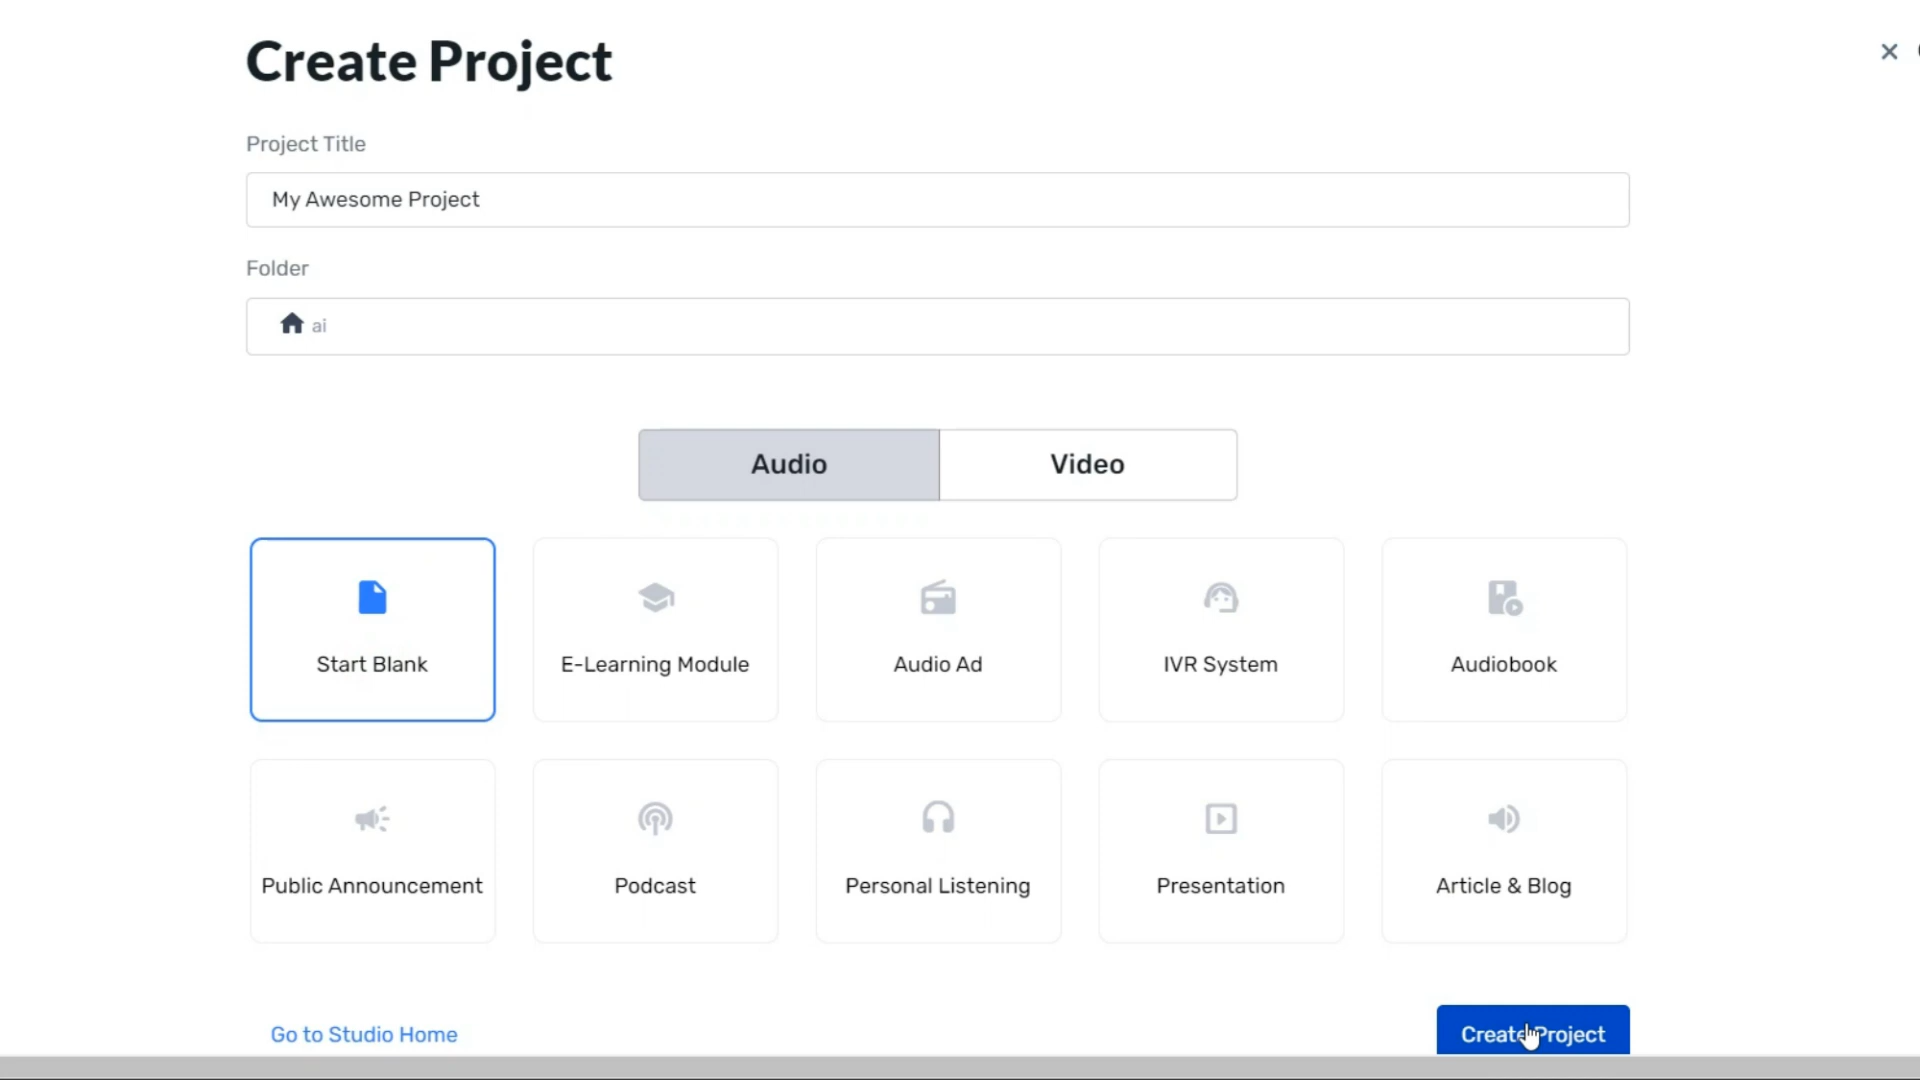 Create Project
Project Title
My Awesome Project
Folder
ai
Audio Video
Start Blank E-Learning Module Audio Ad IVR System Audiobook
Public Announcement Podcast Personal Listening Presentation Article & Blog
Go to Studio Home Create Project